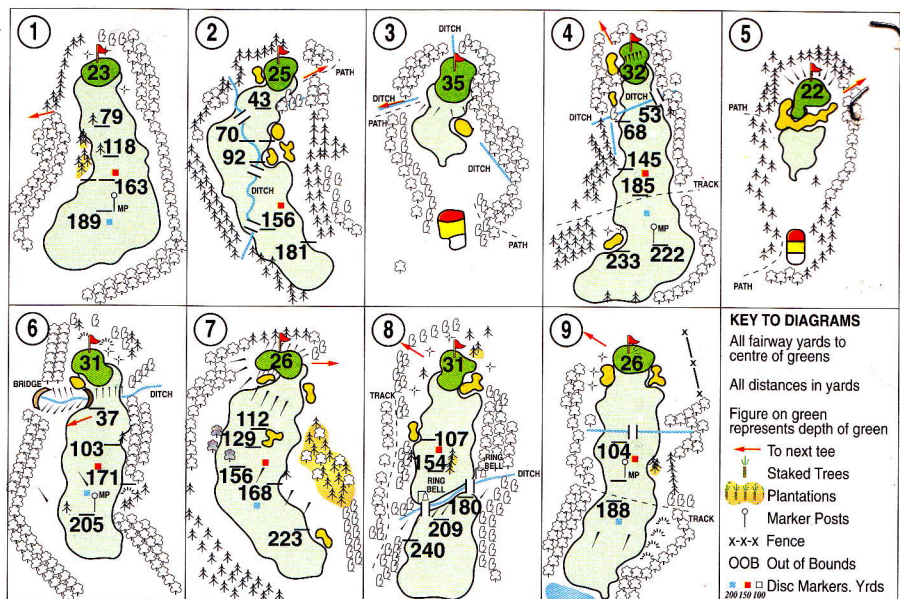 1
23
79
118
163
MP
189
2
25
PATH
43
70
92
DITCH
156
181
3
DITCH
35
DITCH
PATH
DITCH
PATH
4
32
DITCH
53
68
145
185
TRACK
MP
233
222
5
22
PATH
PATH
6
31
BRIDGE
DITCH
37
103
171
MP
205
7
26
112
129
156
168
223
8
31
TRACK
107
154
RING
BELL
RING
BELL
DITCH
180
209
240
9
26
x
x
x
104
MP
188
TRACK
KEY TO DIAGRAMS
All fairway yards to
centre of greens
All distances in yards
Figure on green
represents depth of green
To next tee
Staked Trees
Plantations
Marker Posts
x-x-x Fence
OOB Out of Bounds
Disc Markers. Yrds
200 150 100